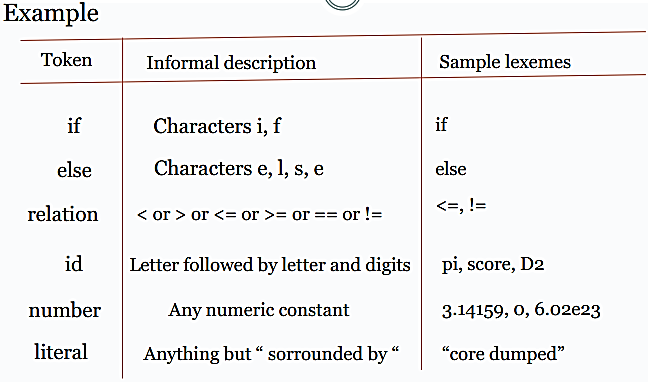 Example
Token Informal description Sample lexemes
if Characters i, f if
else Characters e, l, s, e else
relation < or > or <= or >= or == or != <=, !=
id Letter followed by letter and digits pi, score, D2
number Any numeric constant 3.14159, 0, 6.02e23
literal Anything but “ sorrounded by “ “core dumped”